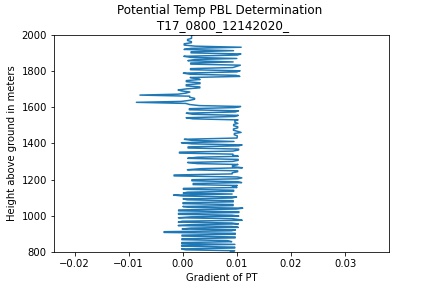 Potential Temp PBL Determination
T17_0800_12142020_
Height above ground in meters
2000
1800
1600
1400
1200
1000
800
−0.02 −0.01 0.00 0.01 0.02 0.03
Gradient of PT